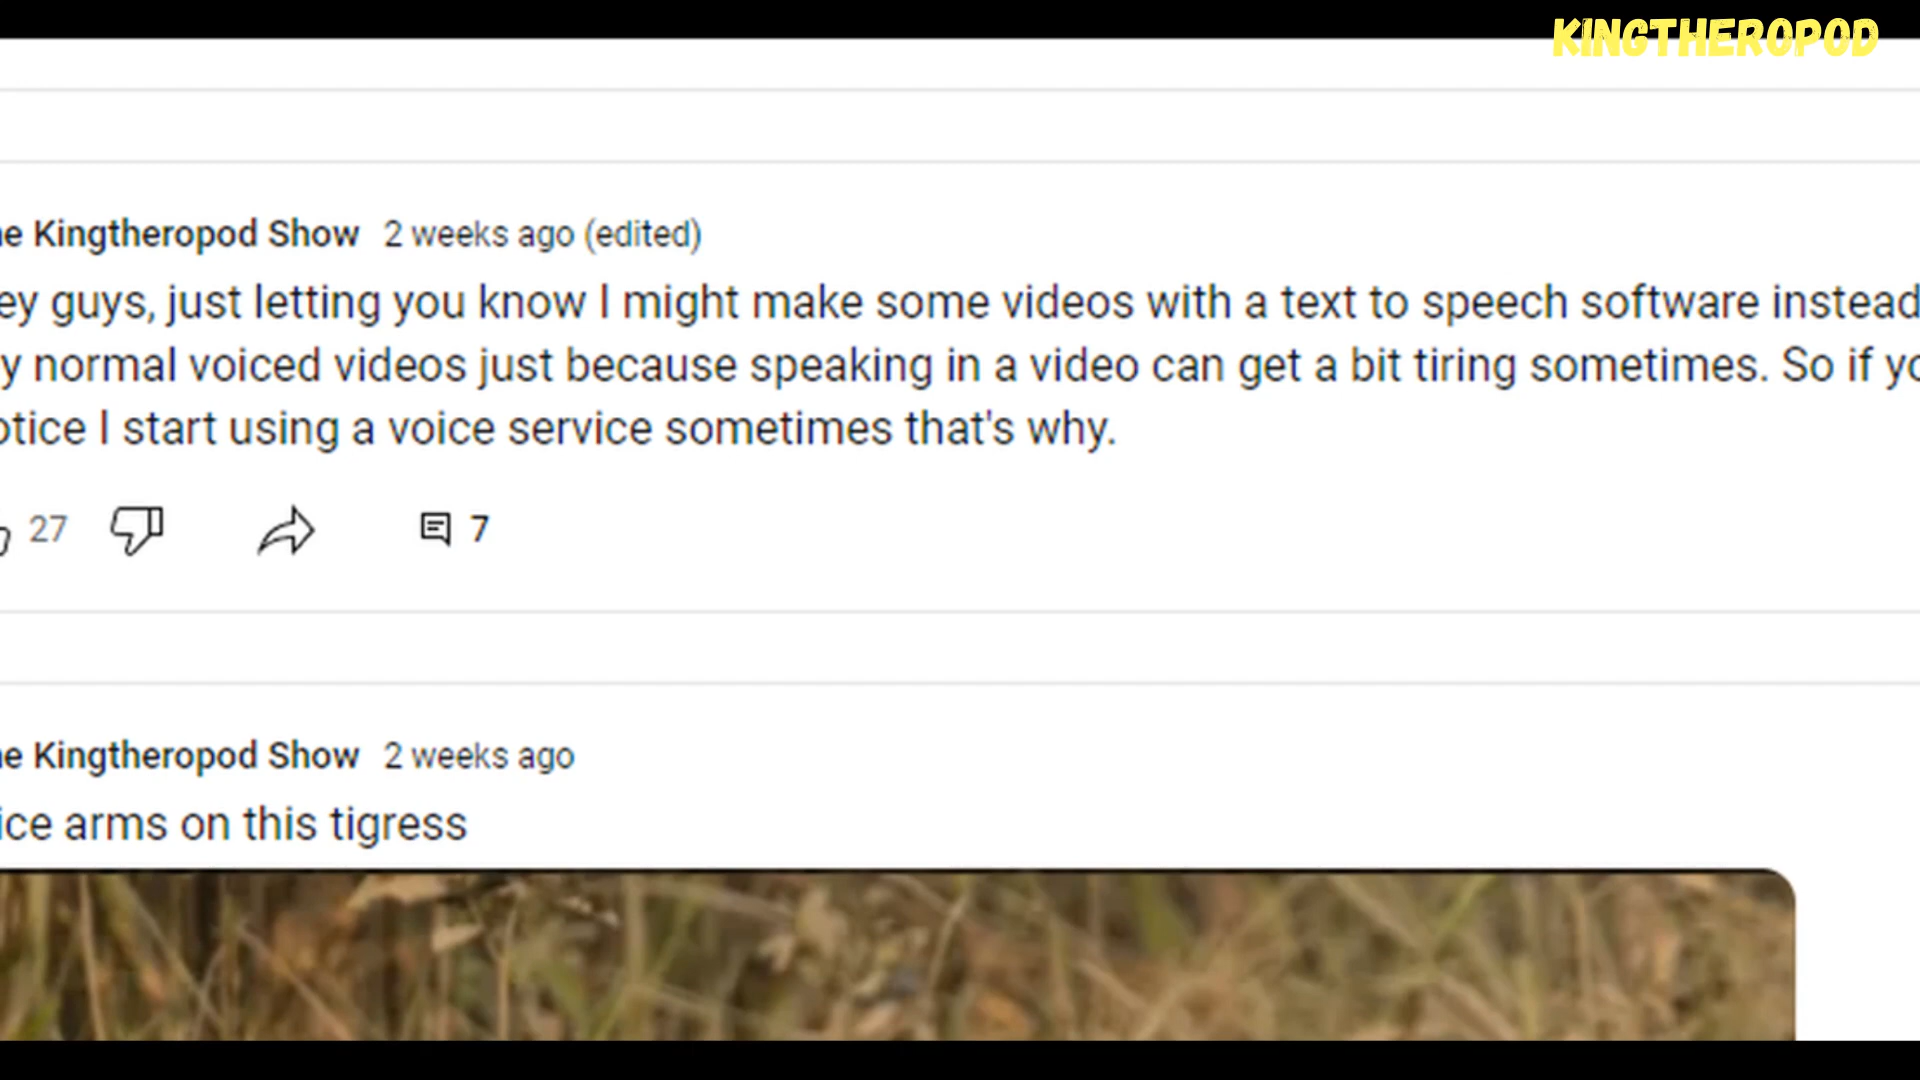 KINGTHEROPOD
Kingtheropod Show 2 weeks ago (edited)
ey guys, just letting you know I might make some videos with a text to speech software instead
y normal voiced videos just because speaking in a video can get a bit tiring sometimes. So if yo
otice I start using a voice service sometimes that's why.
27 7
Kingtheropod Show 2 weeks ago
ice arms on this tigress